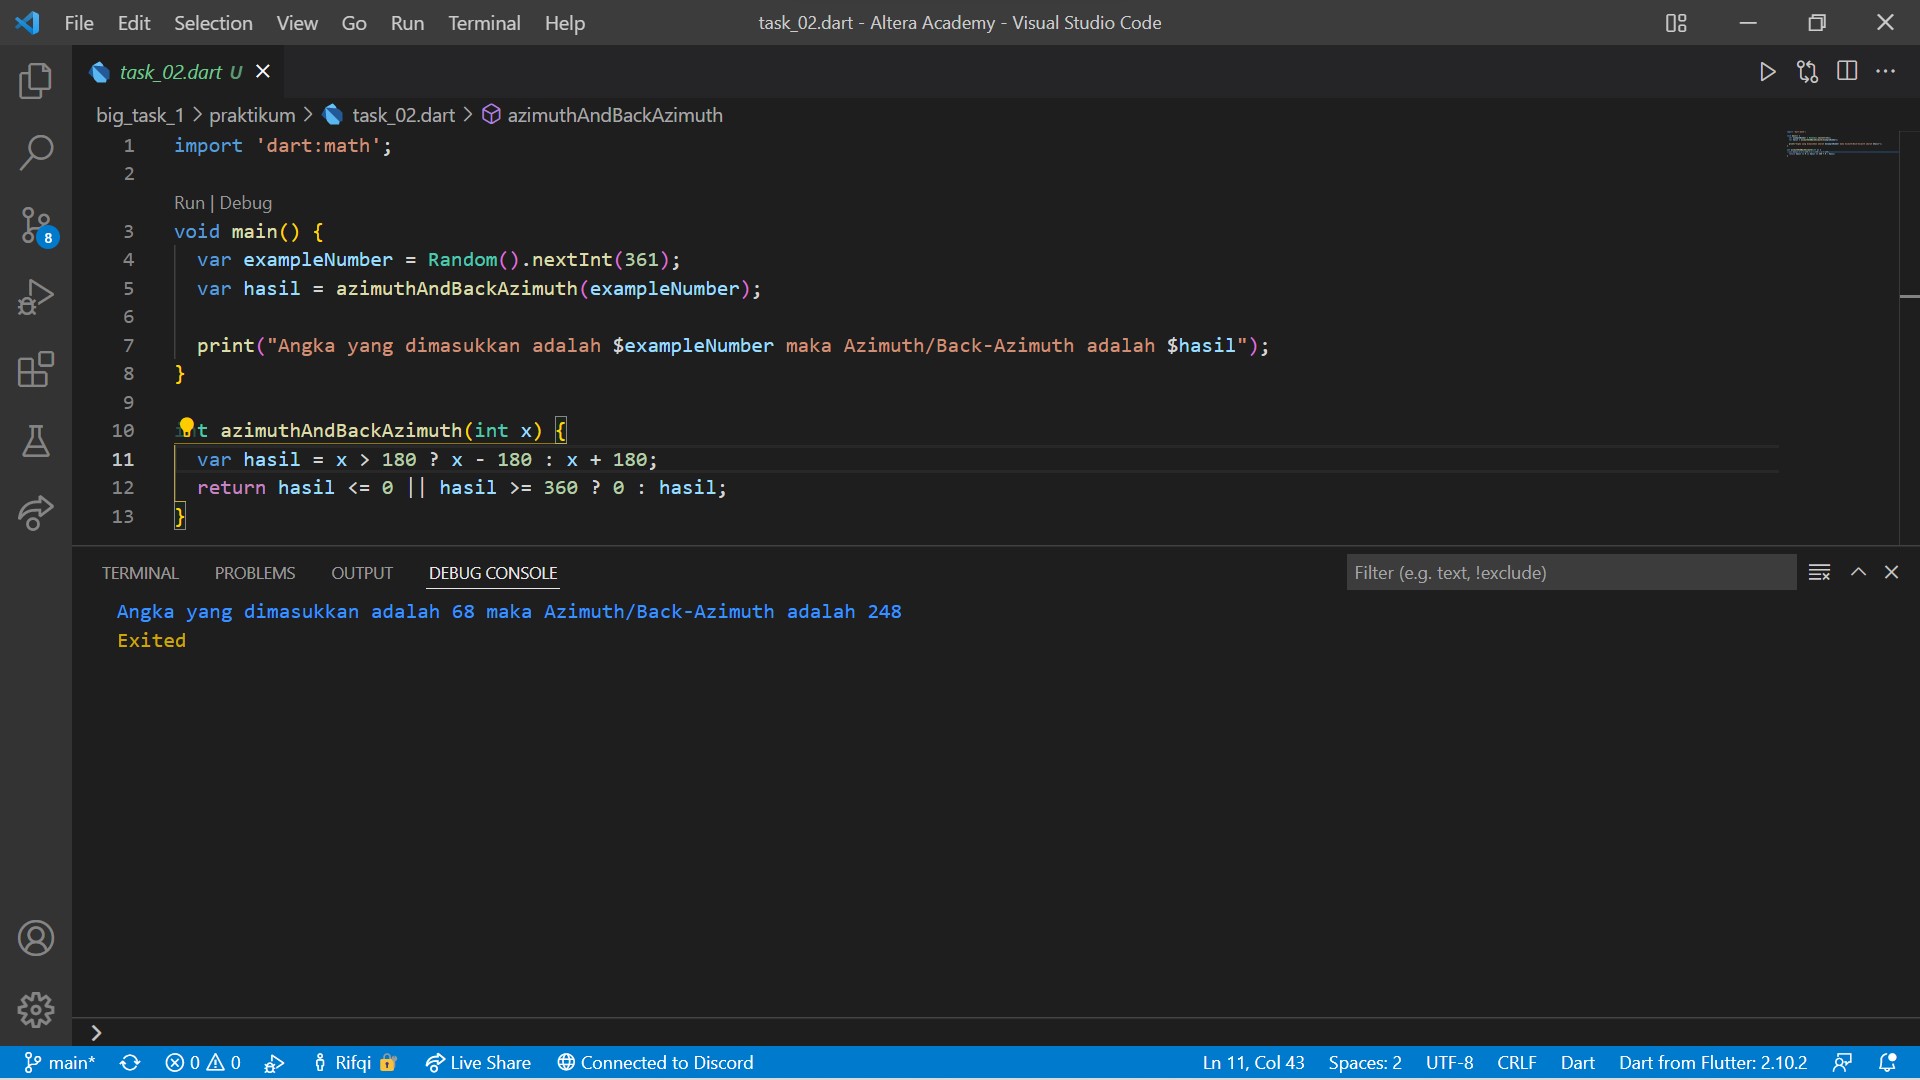 File Edit Selection View Go Run Terminal Help task_02.dart - Altera Academy - Visual Studio Code
task_02.dart U
big_task_1 > praktikum > task_02.dart > azimuthAndBackAzimuth
1 import 'dart:math';
2
Run | Debug
3 void main() {
4 var exampleNumber = Random().nextInt(361);
5 var hasil = azimuthAndBackAzimuth(exampleNumber);
6
7 print("Angka yang dimasukkan adalah $exampleNumber maka Azimuth/Back-Azimuth adalah $hasil");
8 }
9
10 int azimuthAndBackAzimuth(int x) {
11 var hasil = x > 180 ? x - 180 : x + 180;
12 return hasil <= 0 || hasil >= 360 ? 0 : hasil;
13 }
8
TERMINAL PROBLEMS OUTPUT DEBUG CONSOLE Filter (e.g. text, !exclude)
Angka yang dimasukkan adalah 68 maka Azimuth/Back-Azimuth adalah 248
Exited
>
main* 0 0 Rifqi Live Share Connected to Discord Ln 11, Col 43 Spaces: 2 UTF-8 CRLF Dart Dart from Flutter: 2.10.2